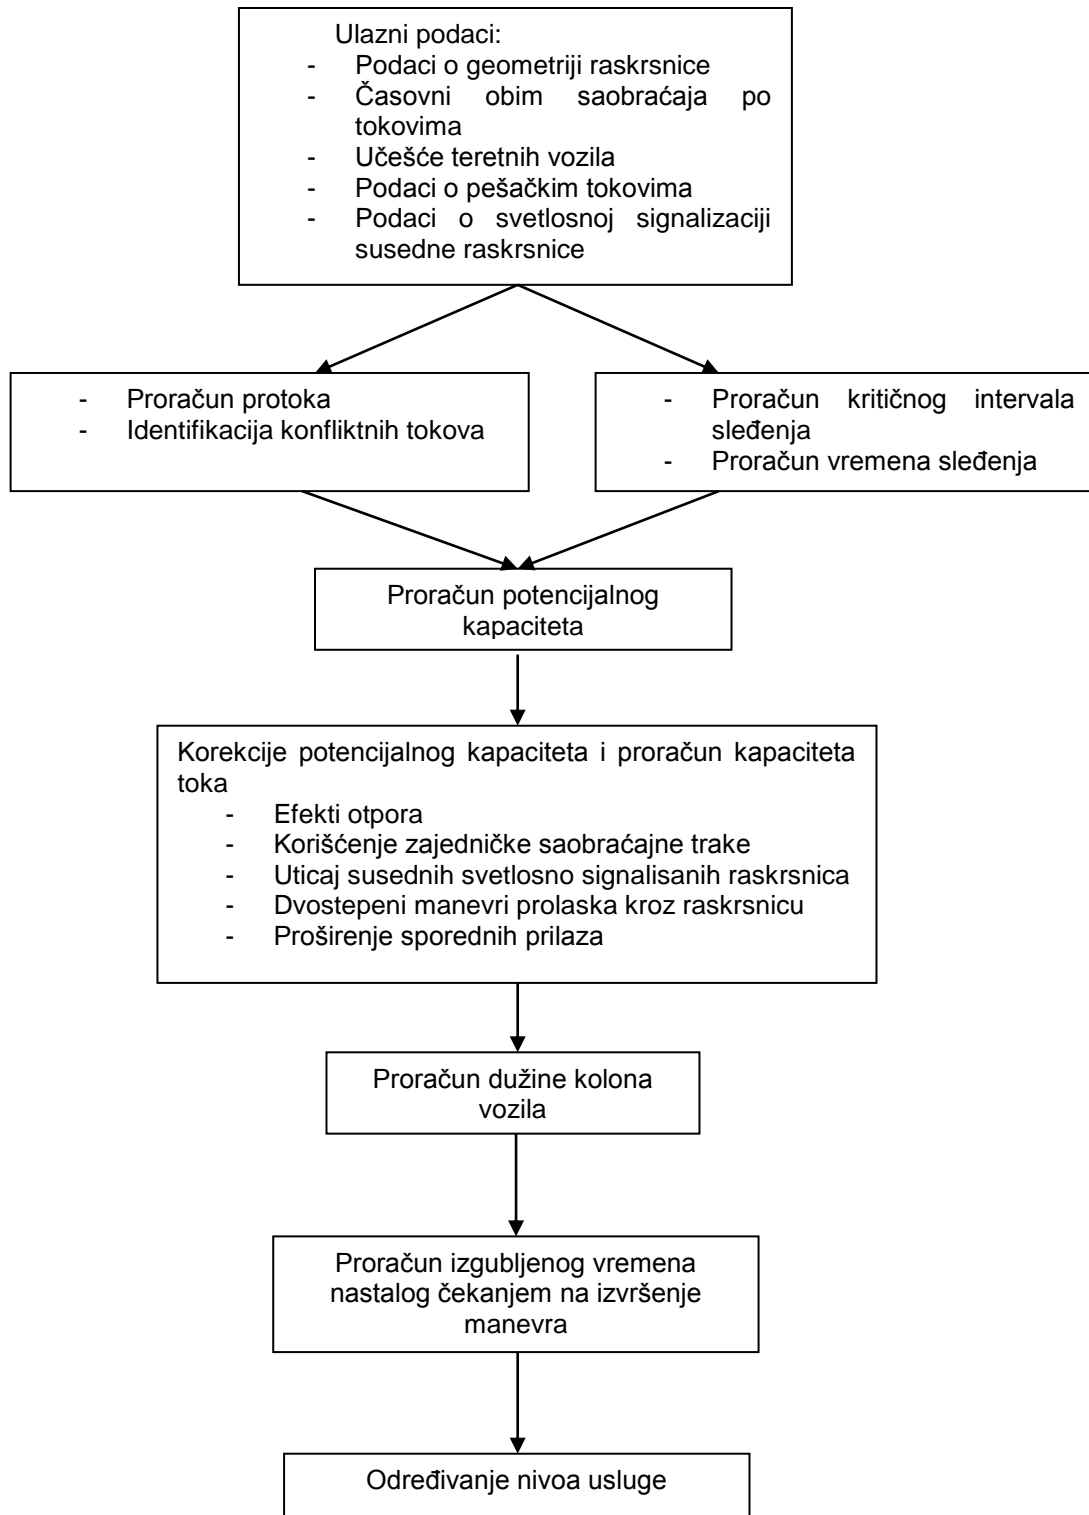 Ulazni podaci:
- Podaci o geometriji raskrsnice
- Časovni obim saobraćaja po
tokovima
- Učešće teretnih vozila
- Podaci o pešačkim tokovima
- Podaci o svetlosnoj signalizaciji
susedne raskrsnice
- Proračun protoka
- Identifikacija konfliktnih tokova
- Proračun kritičnog intervala
sleđenja
- Proračun vremena sleđenja
Proračun potencijalnog
kapaciteta
Korekcije potencijalnog kapaciteta i proračun kapaciteta
toka
- Efekti otpora
- Korišćenje zajedničke saobraćajne trake
- Uticaj susednih svetlosno signalisanih raskrsnica
- Dvostepeni manevri prolaska kroz raskrsnicu
- Proširenje sporednih prilaza
Proračun dužine kolona
vozila
Proračun izgubljenog vremena
nastalog čekanjem na izvršenje
manevra
Određivanje nivoa usluge